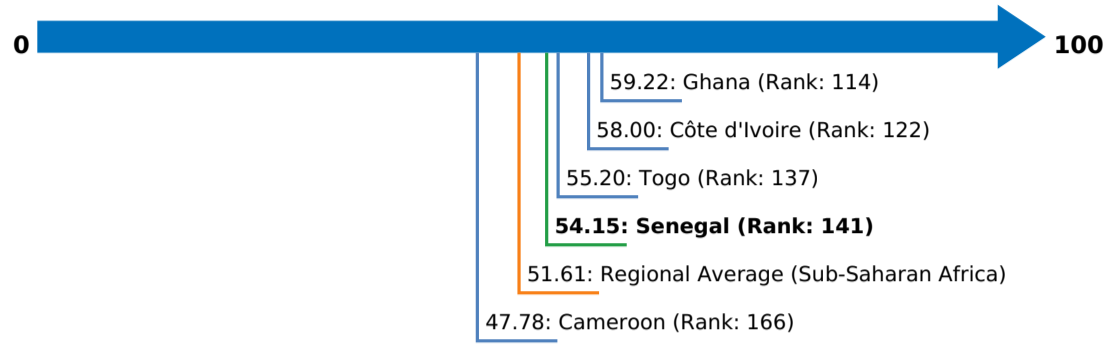 0
100
59.22: Ghana (Rank: 114)
58.00: Côte d'Ivoire (Rank: 122)
55.20: Togo (Rank: 137)
54.15: Senegal (Rank: 141)
51.61: Regional Average (Sub-Saharan Africa)
47.78: Cameroon (Rank: 166)